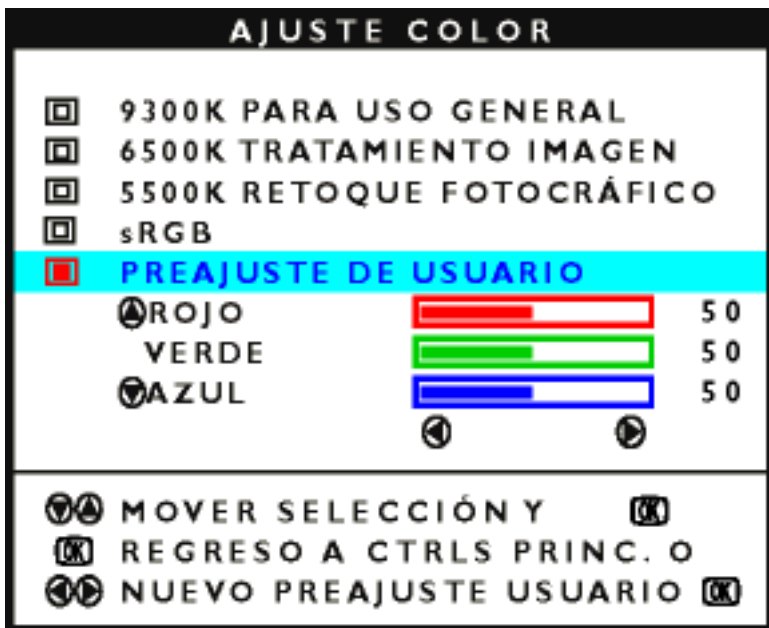 AJUSTE COLOR
9300K PARA USO GENERAL
6500K TRATAMIENTO IMAGEN
5500K RETOQUE FOTOCRÁFICO
sRGB
PREAJUSTE DE USUARIO
ROJO 50
VERDE 50
AZUL 50
MOVER SELECCIÓN Y OK
OK REGRESO A CTRLS PRINC. O
NUEVO PREAJUSTE USUARIO OK